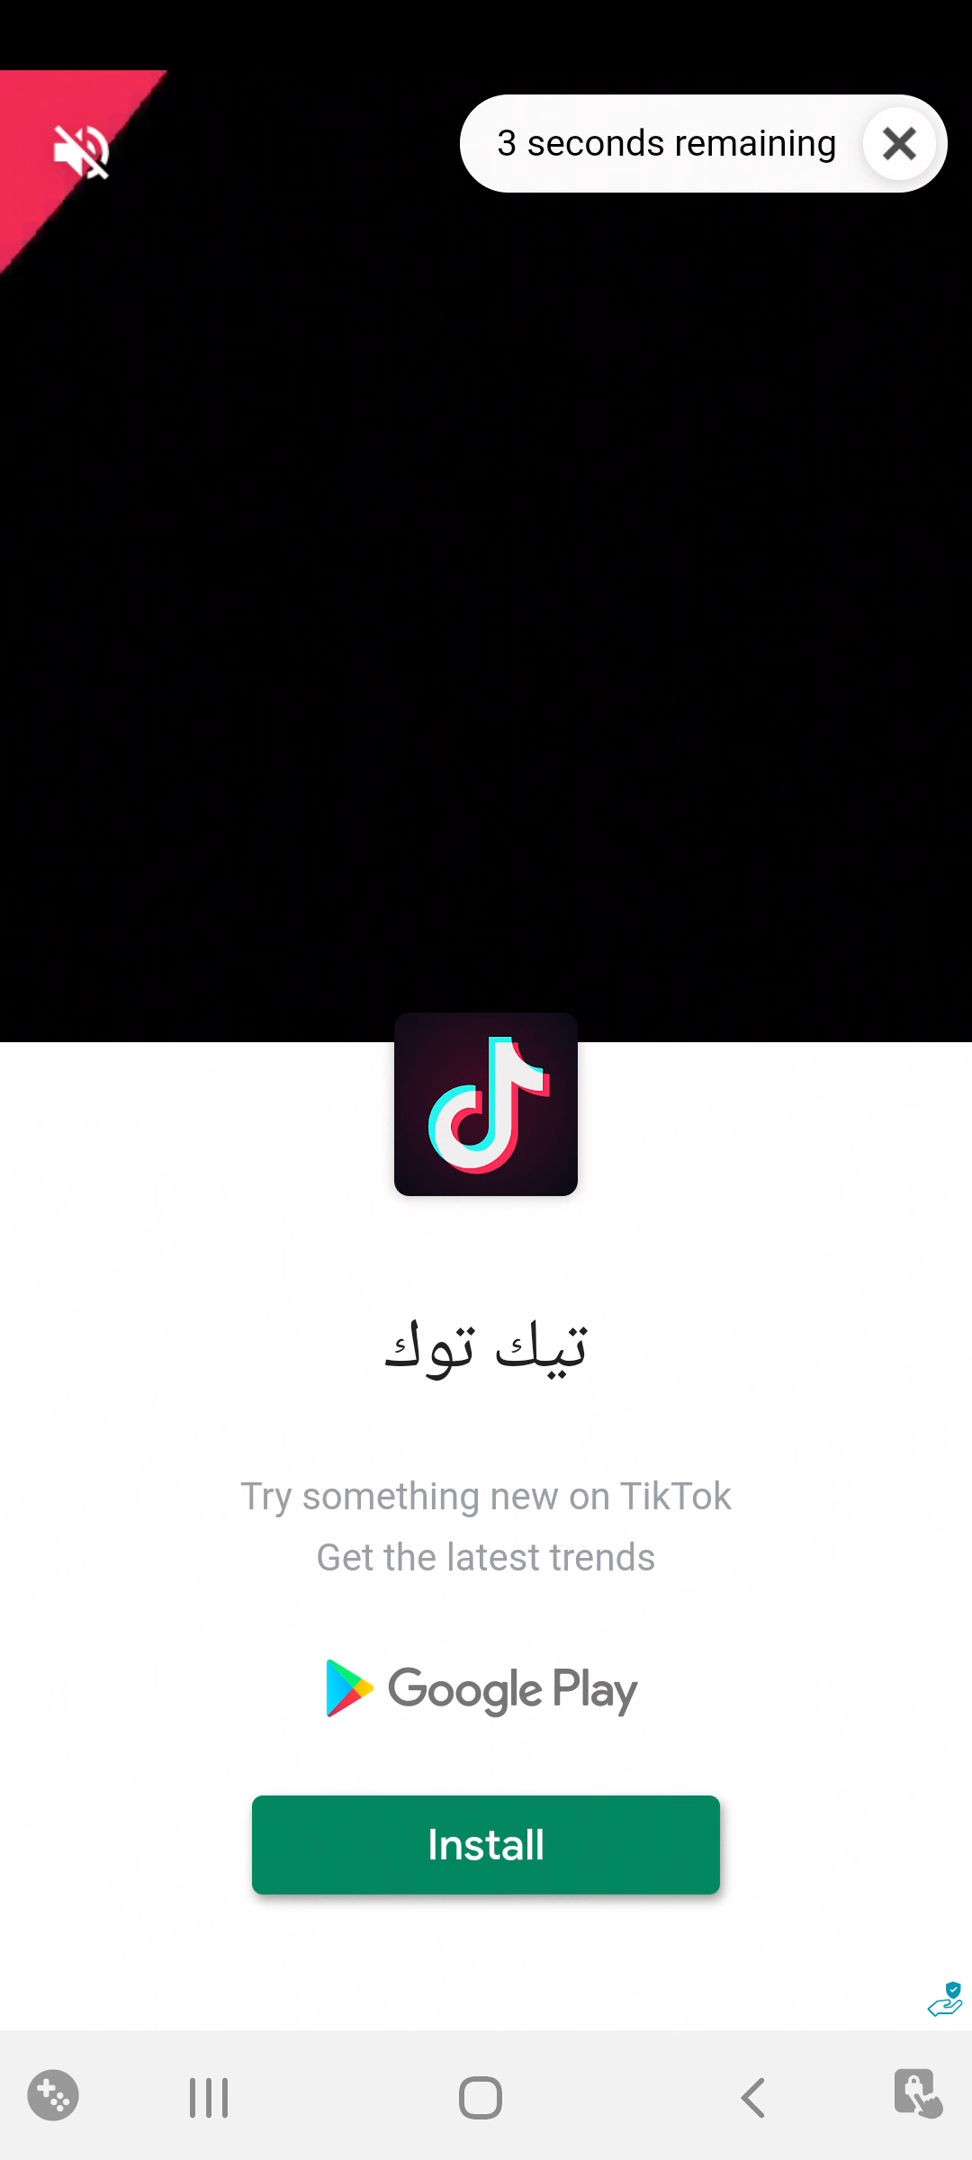 3 seconds remaining
تيك توك
Try something new on TikTok
Get the latest trends
Google Play
Install